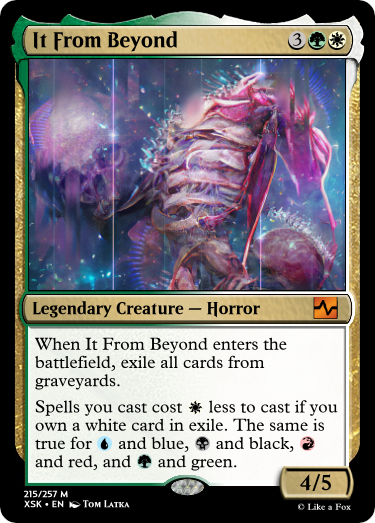 It From Beyond 3
Legendary Creature — Horror
When It From Beyond enters the
battlefield, exile all cards from
graveyards.
Spells you cast cost less to cast if you
own a white card in exile. The same is
true for and blue, and black,
and red, and and green.
4/5
215/257 M
XSK • EN Tom Latka
© Like a Fox